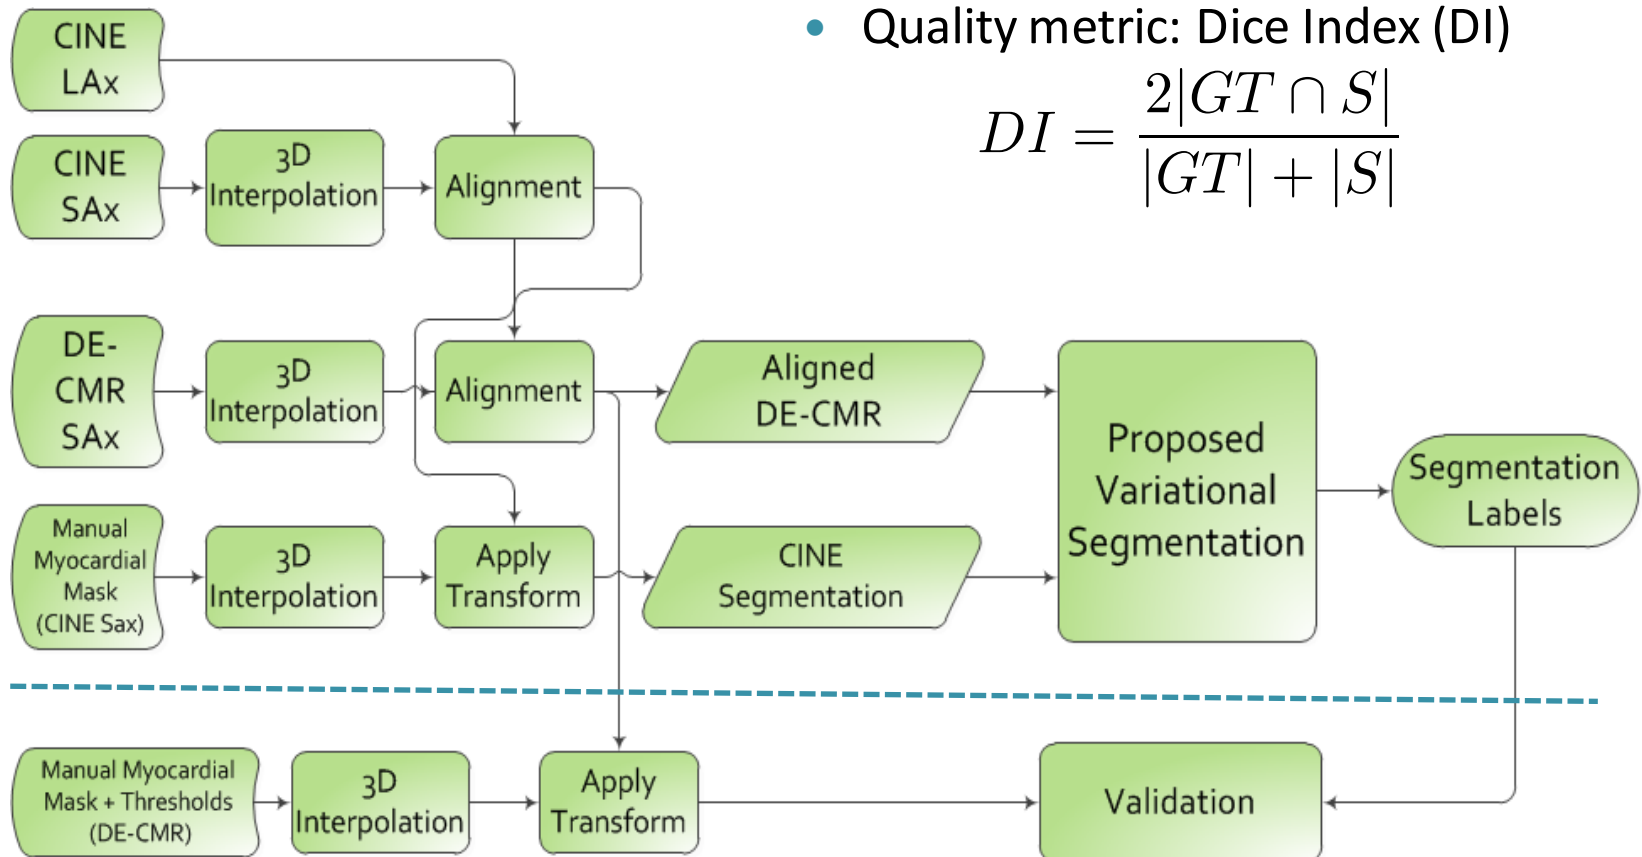 CINE
LAx
• Quality metric: Dice Index (DI)
DI = 2|GT ∩ S| / |GT| + |S|
CINE
SAx
3D
Interpolation
Alignment
DE-
CMR
SAx
3D
Interpolation
Alignment
Aligned
DE-CMR
Proposed
Variational
Segmentation
Segmentation
Labels
Manual
Myocardial
Mask
(CINE Sax)
3D
Interpolation
Apply
Transform
CINE
Segmentation
Manual Myocardial
Mask + Thresholds
(DE-CMR)
3D
Interpolation
Apply
Transform
Validation